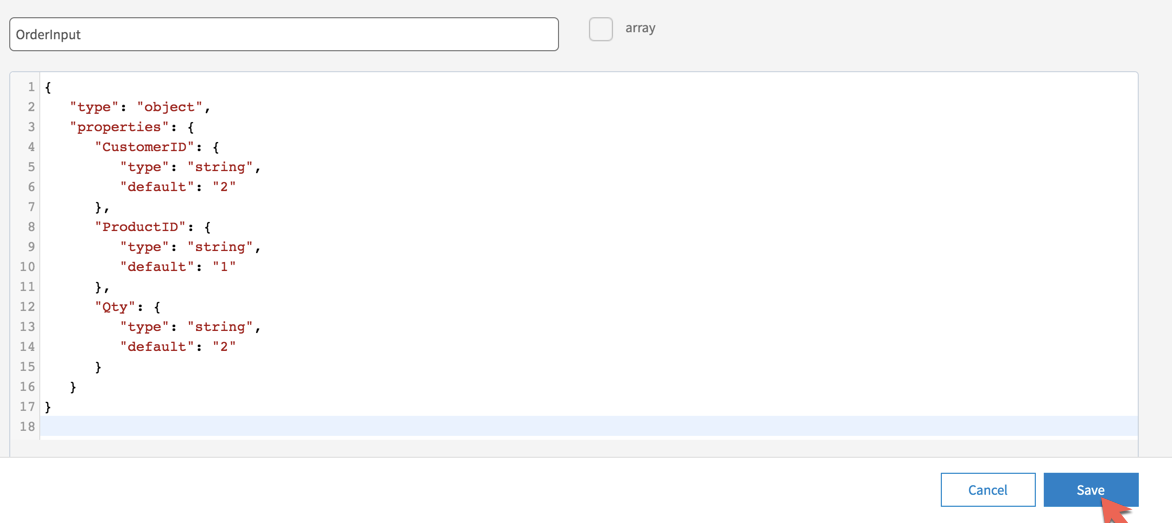 OrderInput
array
1 {
2    "type": "object",
3    "properties": {
4       "CustomerID": {
5          "type": "string",
6          "default": "2"
7       },
8       "ProductID": {
9          "type": "string",
10          "default": "1"
11       },
12       "Qty": {
13          "type": "string",
14          "default": "2"
15       }
16    }
17 }
18
Cancel
Save